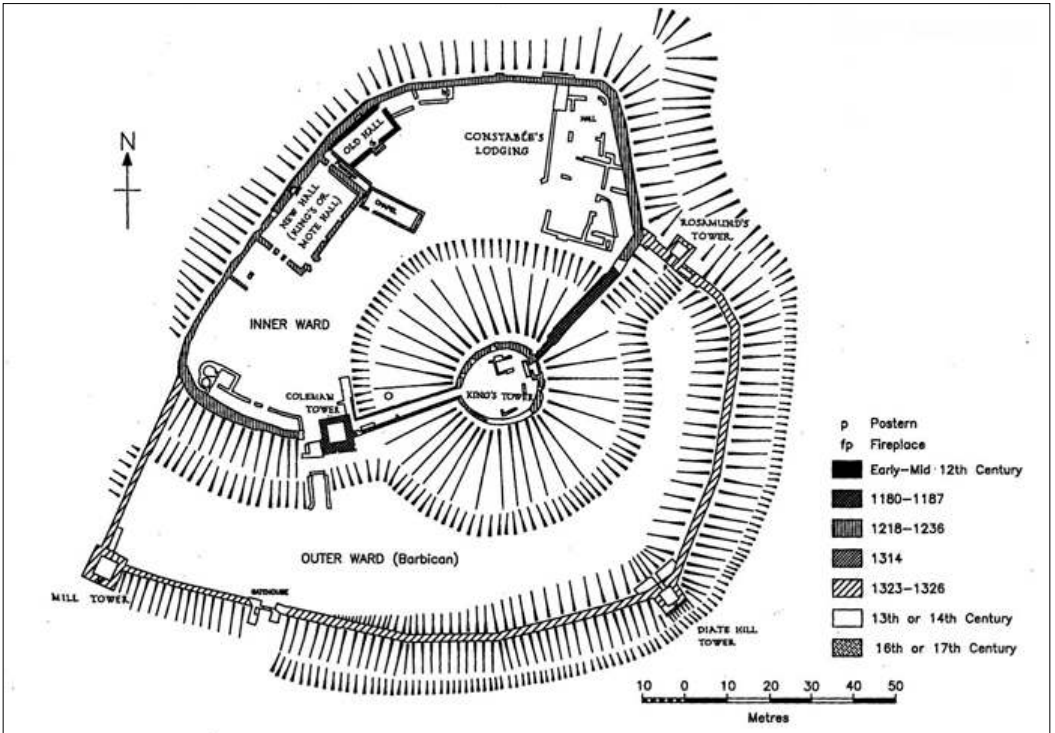 N
OLD HALL
NEW HALL
(KING'S OR
MOTE HALL)
CHAPEL
CONSTABLE'S
LODGING
HALL
ROSAMUND'S
TOWER
INNER WARD
COLEMAN
TOWER
KING'S TOWER
OUTER WARD (Barbican)
MILL TOWER
GATEHOUSE
DIATE HILL
TOWER
p Postern
fp Fireplace
Early-Mid 12th Century
1180-1187
1218-1236
1314
1323-1326
13th or 14th Century
16th or 17th Century
10 0 10 20 30 40 50
Metres